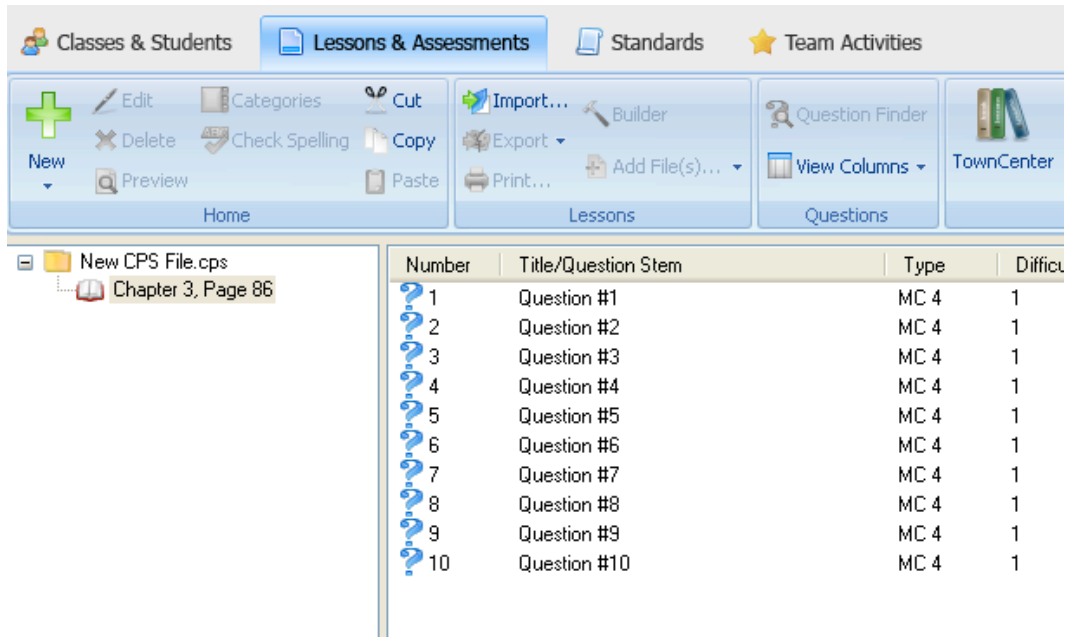 Classes & Students Lessons & Assessments Standards Team Activities
Edit Categories Cut Import... Builder Question Finder
New Delete Check Spelling Copy Export View Columns TownCenter
Preview Paste Print... Add File(s)...
Home Lessons Questions
New CPS File.cps
Chapter 3, Page 86
Number Title/Question Stem Type Difficu
1 Question #1 MC 4 1
2 Question #2 MC 4 1
3 Question #3 MC 4 1
4 Question #4 MC 4 1
5 Question #5 MC 4 1
6 Question #6 MC 4 1
7 Question #7 MC 4 1
8 Question #8 MC 4 1
9 Question #9 MC 4 1
10 Question #10 MC 4 1